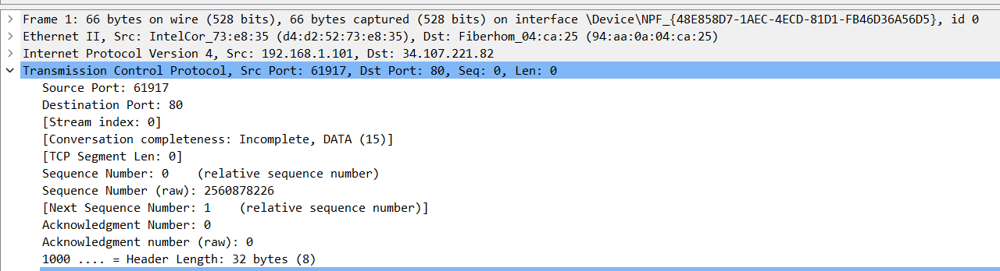 Frame 1: 66 bytes on wire (528 bits), 66 bytes captured (528 bits) on interface \Device\NPF_{48E858D7-1AEC-4ECD-81D1-FB46D36A56D5}, id 0
Ethernet II, Src: IntelCor_73:e8:35 (d4:d2:52:73:e8:35), Dst: Fiberhom_04:ca:25 (94:aa:0a:04:ca:25)
Internet Protocol Version 4, Src: 192.168.1.101, Dst: 34.107.221.82
Transmission Control Protocol, Src Port: 61917, Dst Port: 80, Seq: 0, Len: 0
Source Port: 61917
Destination Port: 80
[Stream index: 0]
[Conversation completeness: Incomplete, DATA (15)]
[TCP Segment Len: 0]
Sequence Number: 0    (relative sequence number)
Sequence Number (raw): 2560878226
[Next Sequence Number: 1    (relative sequence number)]
Acknowledgment Number: 0
Acknowledgment number (raw): 0
1000 .... = Header Length: 32 bytes (8)